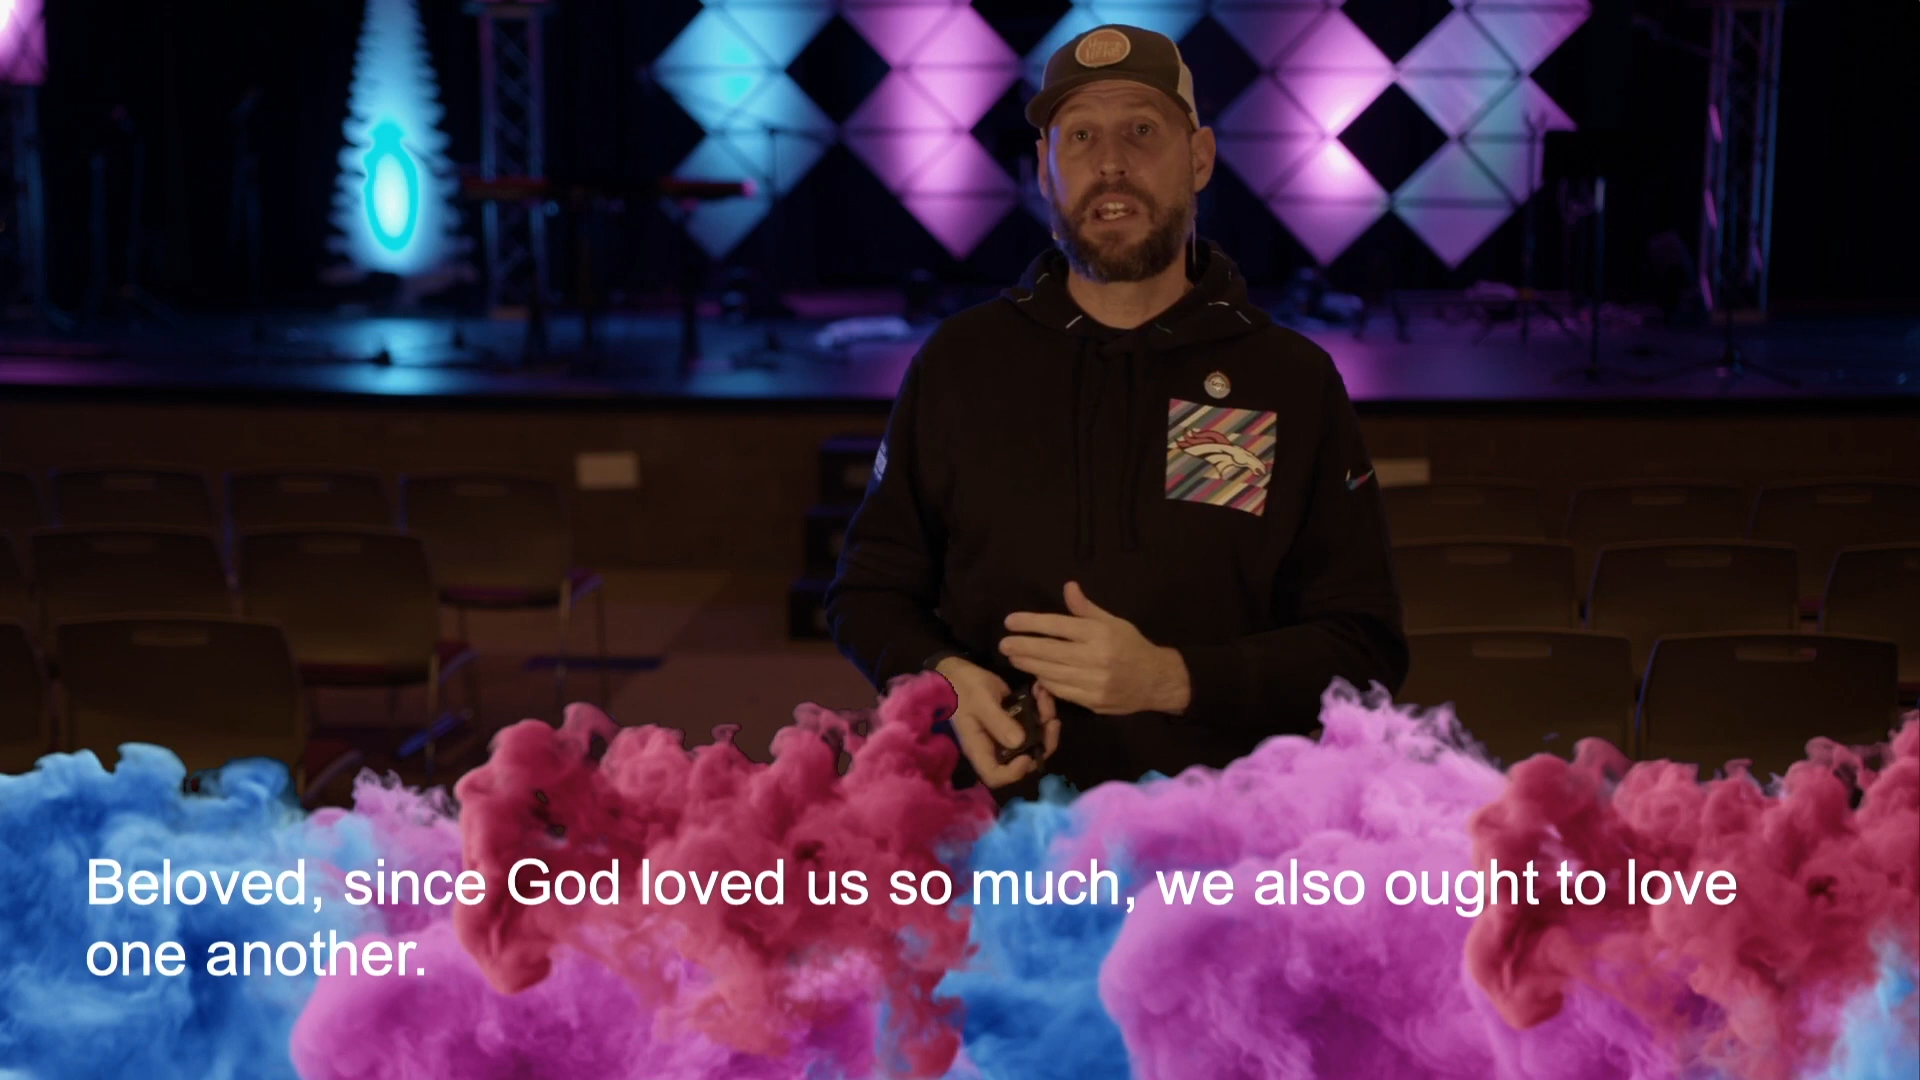 Beloved, since God loved us so much, we also ought to love
one another.